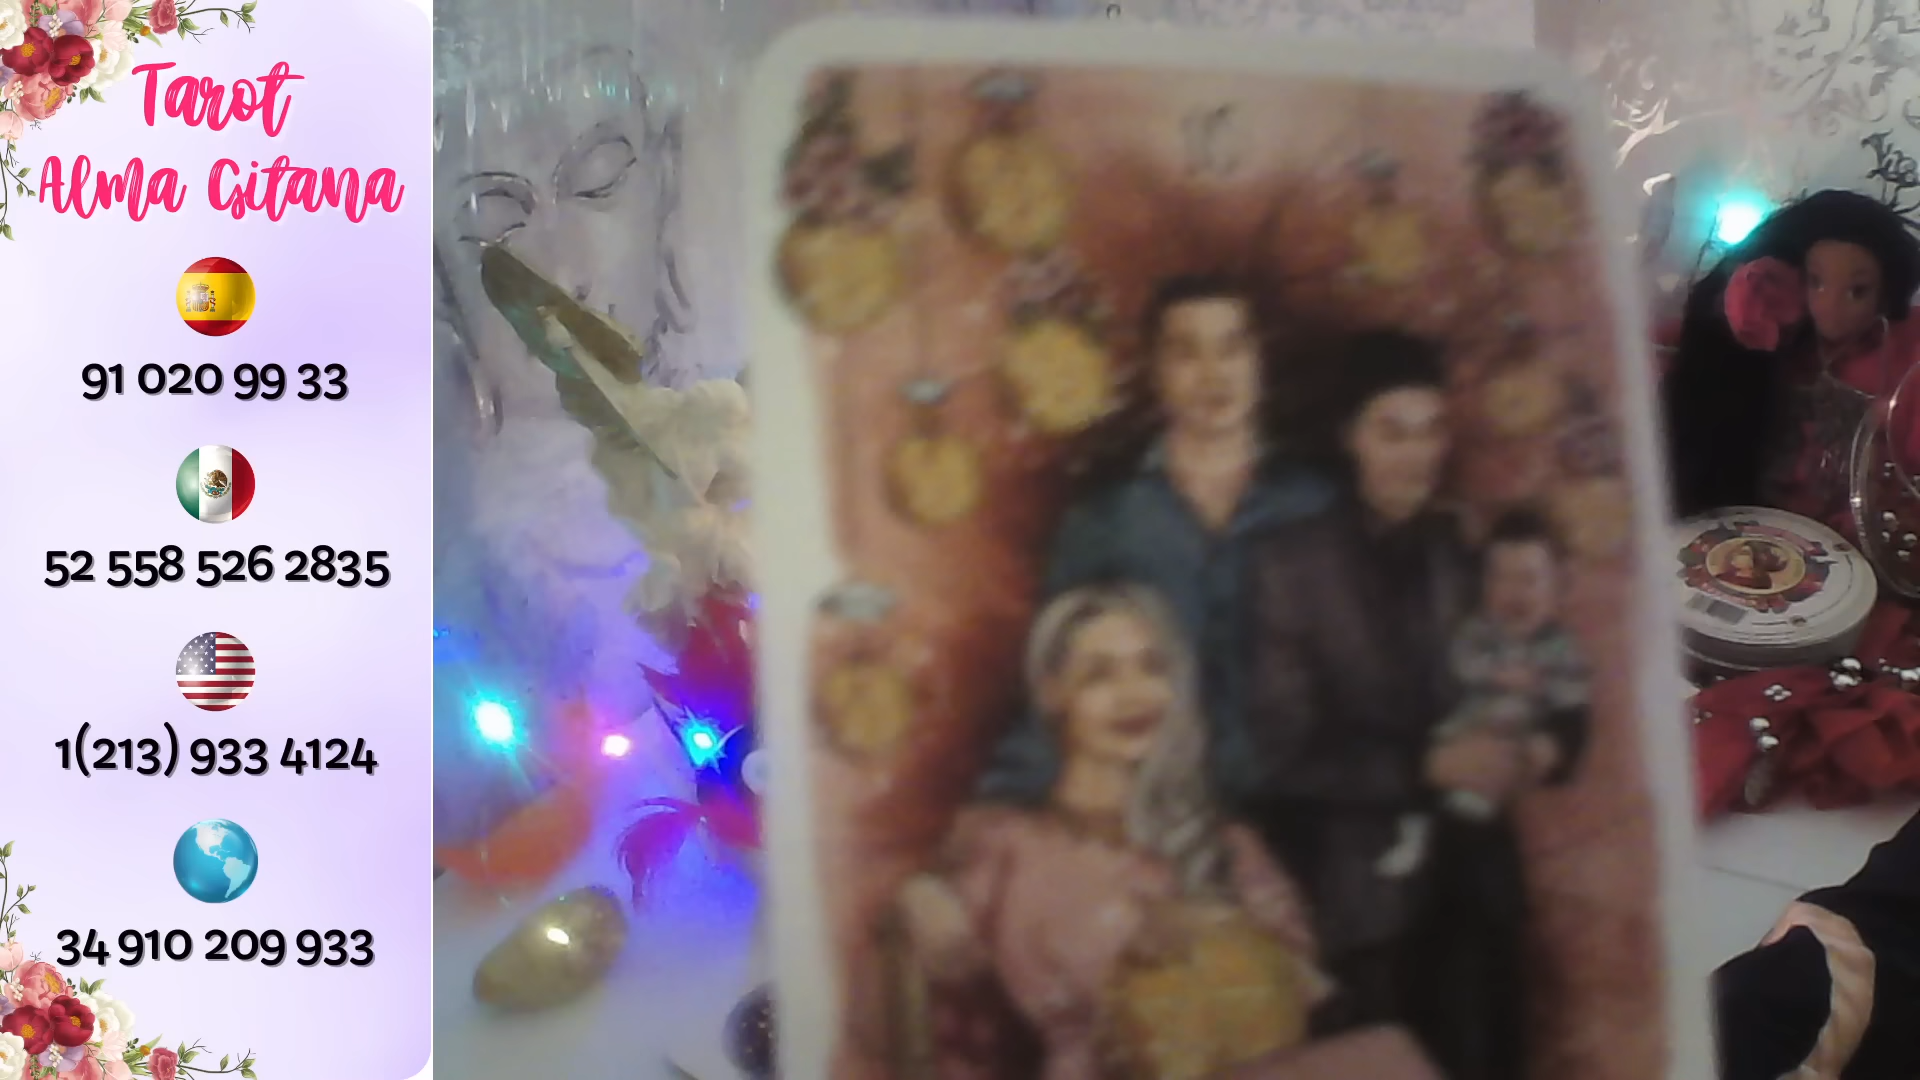 Tarot
Alma Gitana
91 020 99 33
52 558 526 2835
1(213) 933 4124
34 910 209 933